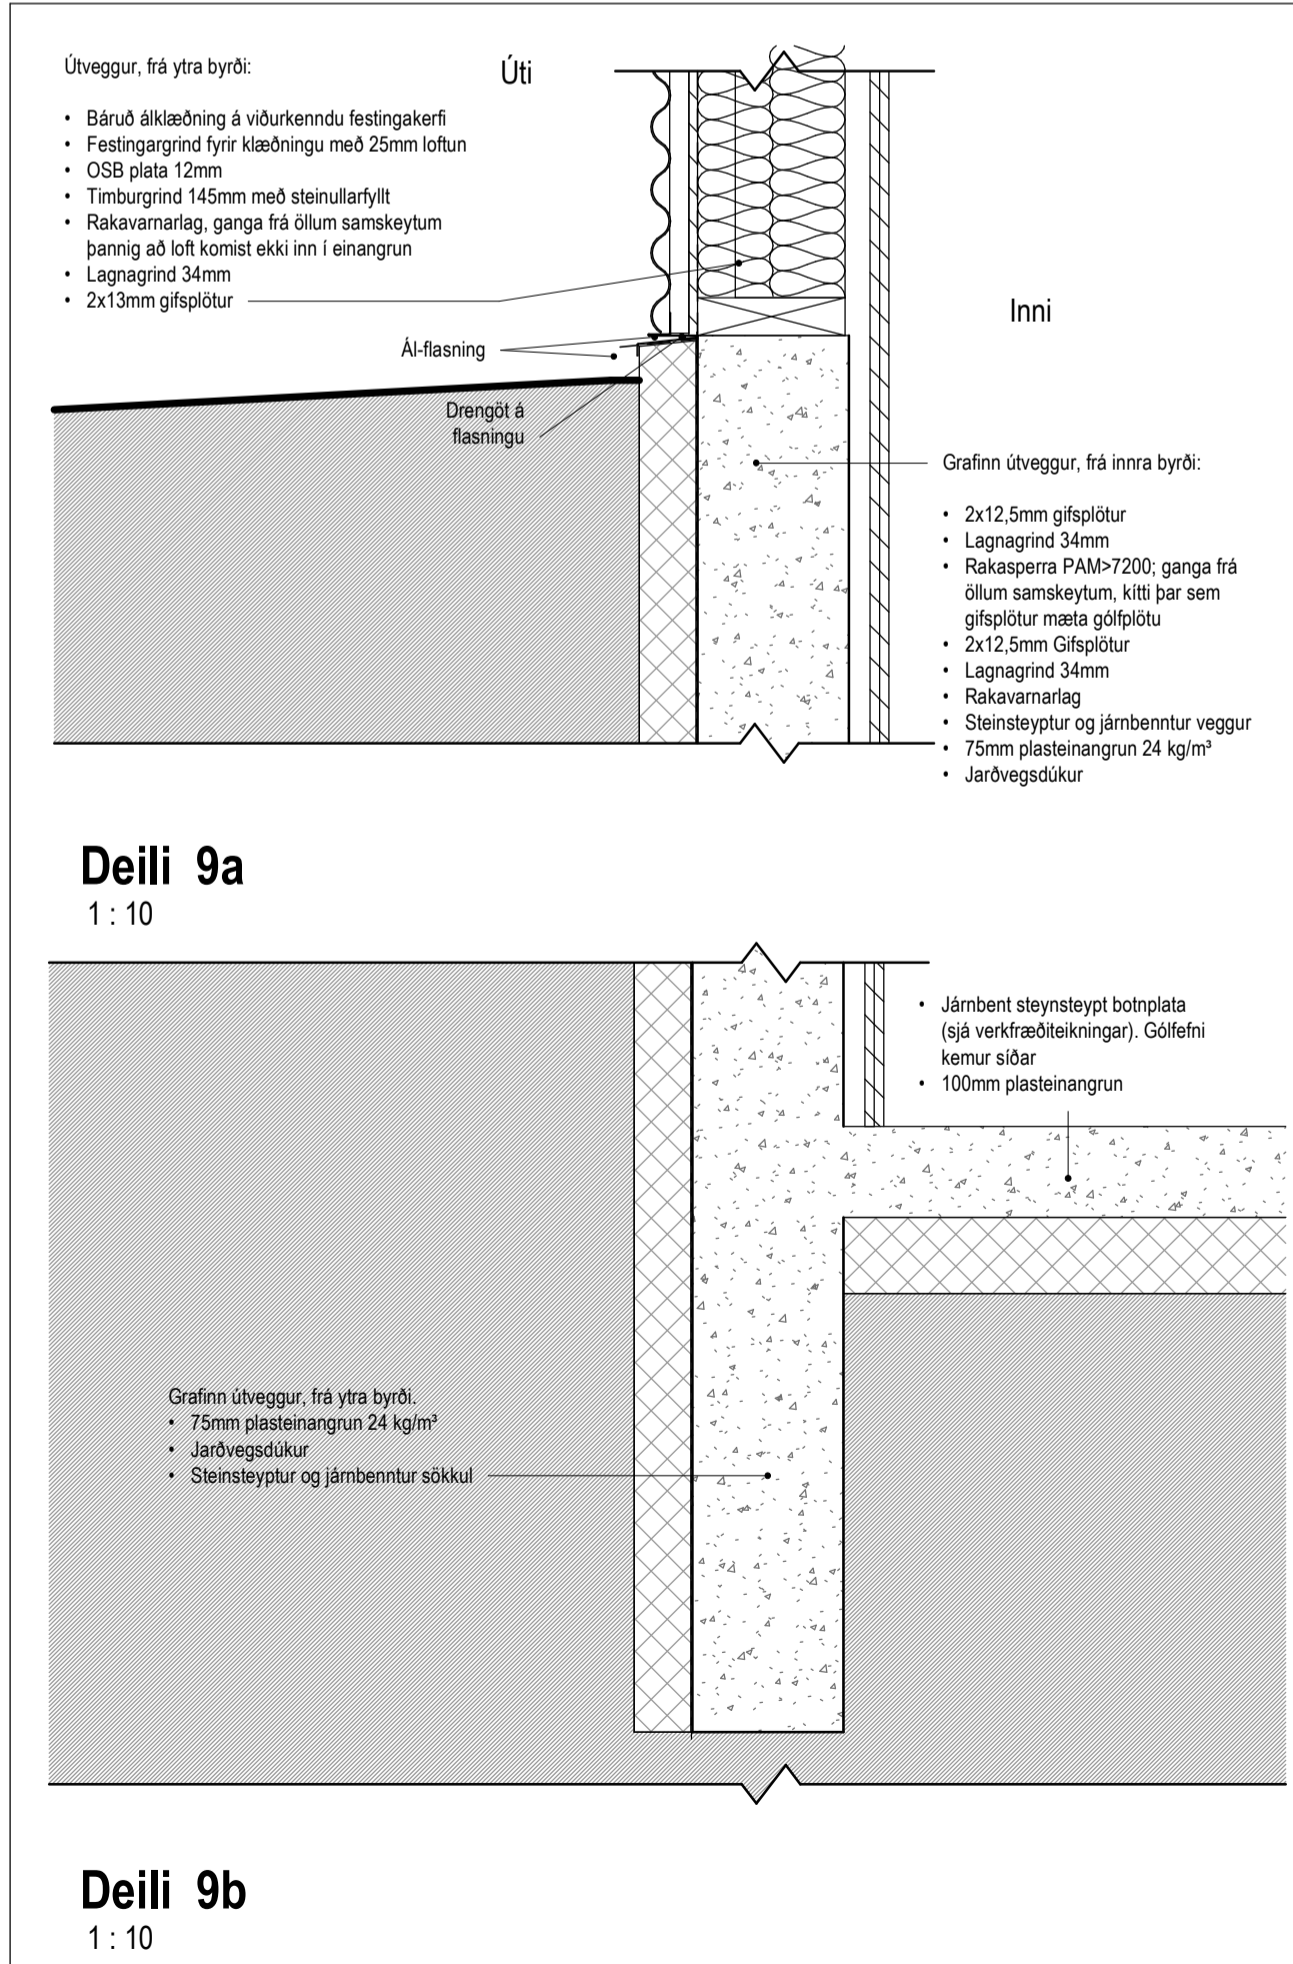 Útveggur, frá ytra byrði:
Úti
• Báruð álklæðning á viðurkenndu festingakerfi
• Festingargrind fyrir klæðningu með 25mm loftun
• OSB plata 12mm
• Timburgrind 145mm með steinullarfyllt
• Rakavarnarlag, ganga frá öllum samskeytum
þannig að loft komist ekki inn í einangrun
• Lagnagrind 34mm
• 2x13mm gifsplötur
Inni
Ál-flasning
Drengöt á
flasningu
Grafinn útveggur, frá innra byrði:
• 2x12,5mm gifsplötur
• Lagnagrind 34mm
• Rakasperra PAM>7200; ganga frá
öllum samskeytum, kítti þar sem
gifsplötur mæta gólfplötu
• 2x12,5mm Gifsplötur
• Lagnagrind 34mm
• Rakavarnarlag
• Steinsteyptur og járnbenntur veggur
• 75mm plasteinangrun 24 kg/m³
• Jarðvegsdúkur
Deili 9a
1 : 10
• Járnbent steynsteypt botnplata
(sjá verkfræðiteikningar). Gólfefni
kemur síðar
• 100mm plasteinangrun
Grafinn útveggur, frá ytra byrði.
• 75mm plasteinangrun 24 kg/m³
• Jarðvegsdúkur
• Steinsteyptur og járnbenntur sökkul
Deili 9b
1 : 10